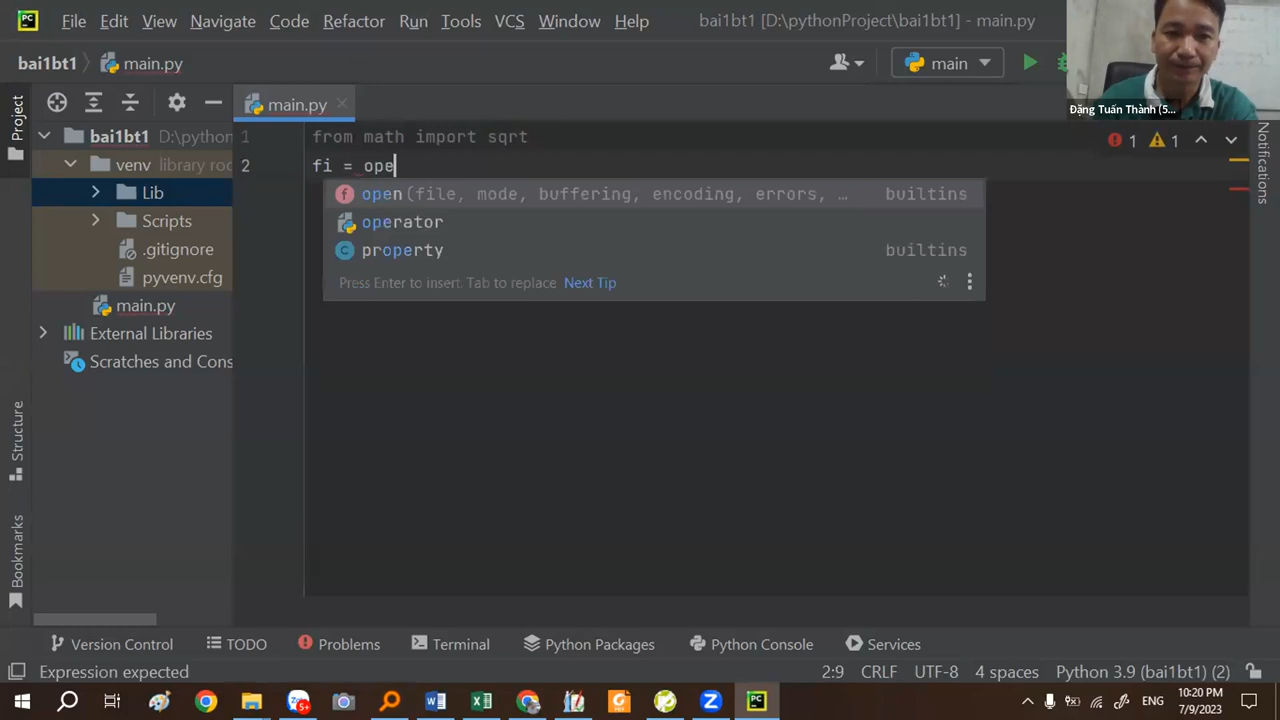 PC File Edit View Navigate Code Refactor Run Tools VCS Window Help bai1bt1 [D:\pythonProject\bai1bt1] - main.py
bai1bt1 main.py main
Đặng Tuấn Thành (5...
Project main.py
bai1bt1 D:\python
venv library roo
Lib
Scripts
.gitignore
pyvenv.cfg
main.py
External Libraries
Scratches and Cons
1 from math import sqrt
2 fi = ope
1 1
open(file, mode, buffering, encoding, errors, … builtins
operator
property builtins
Press Enter to insert, Tab to replace Next Tip
Notifications
Structure
Bookmarks
Version Control TODO Problems Terminal Python Packages Python Console Services
Expression expected 2:9 CRLF UTF-8 4 spaces Python 3.9 (bai1bt1) (2)
5+ W X Z PC ENG 10:20 PM
7/9/2023